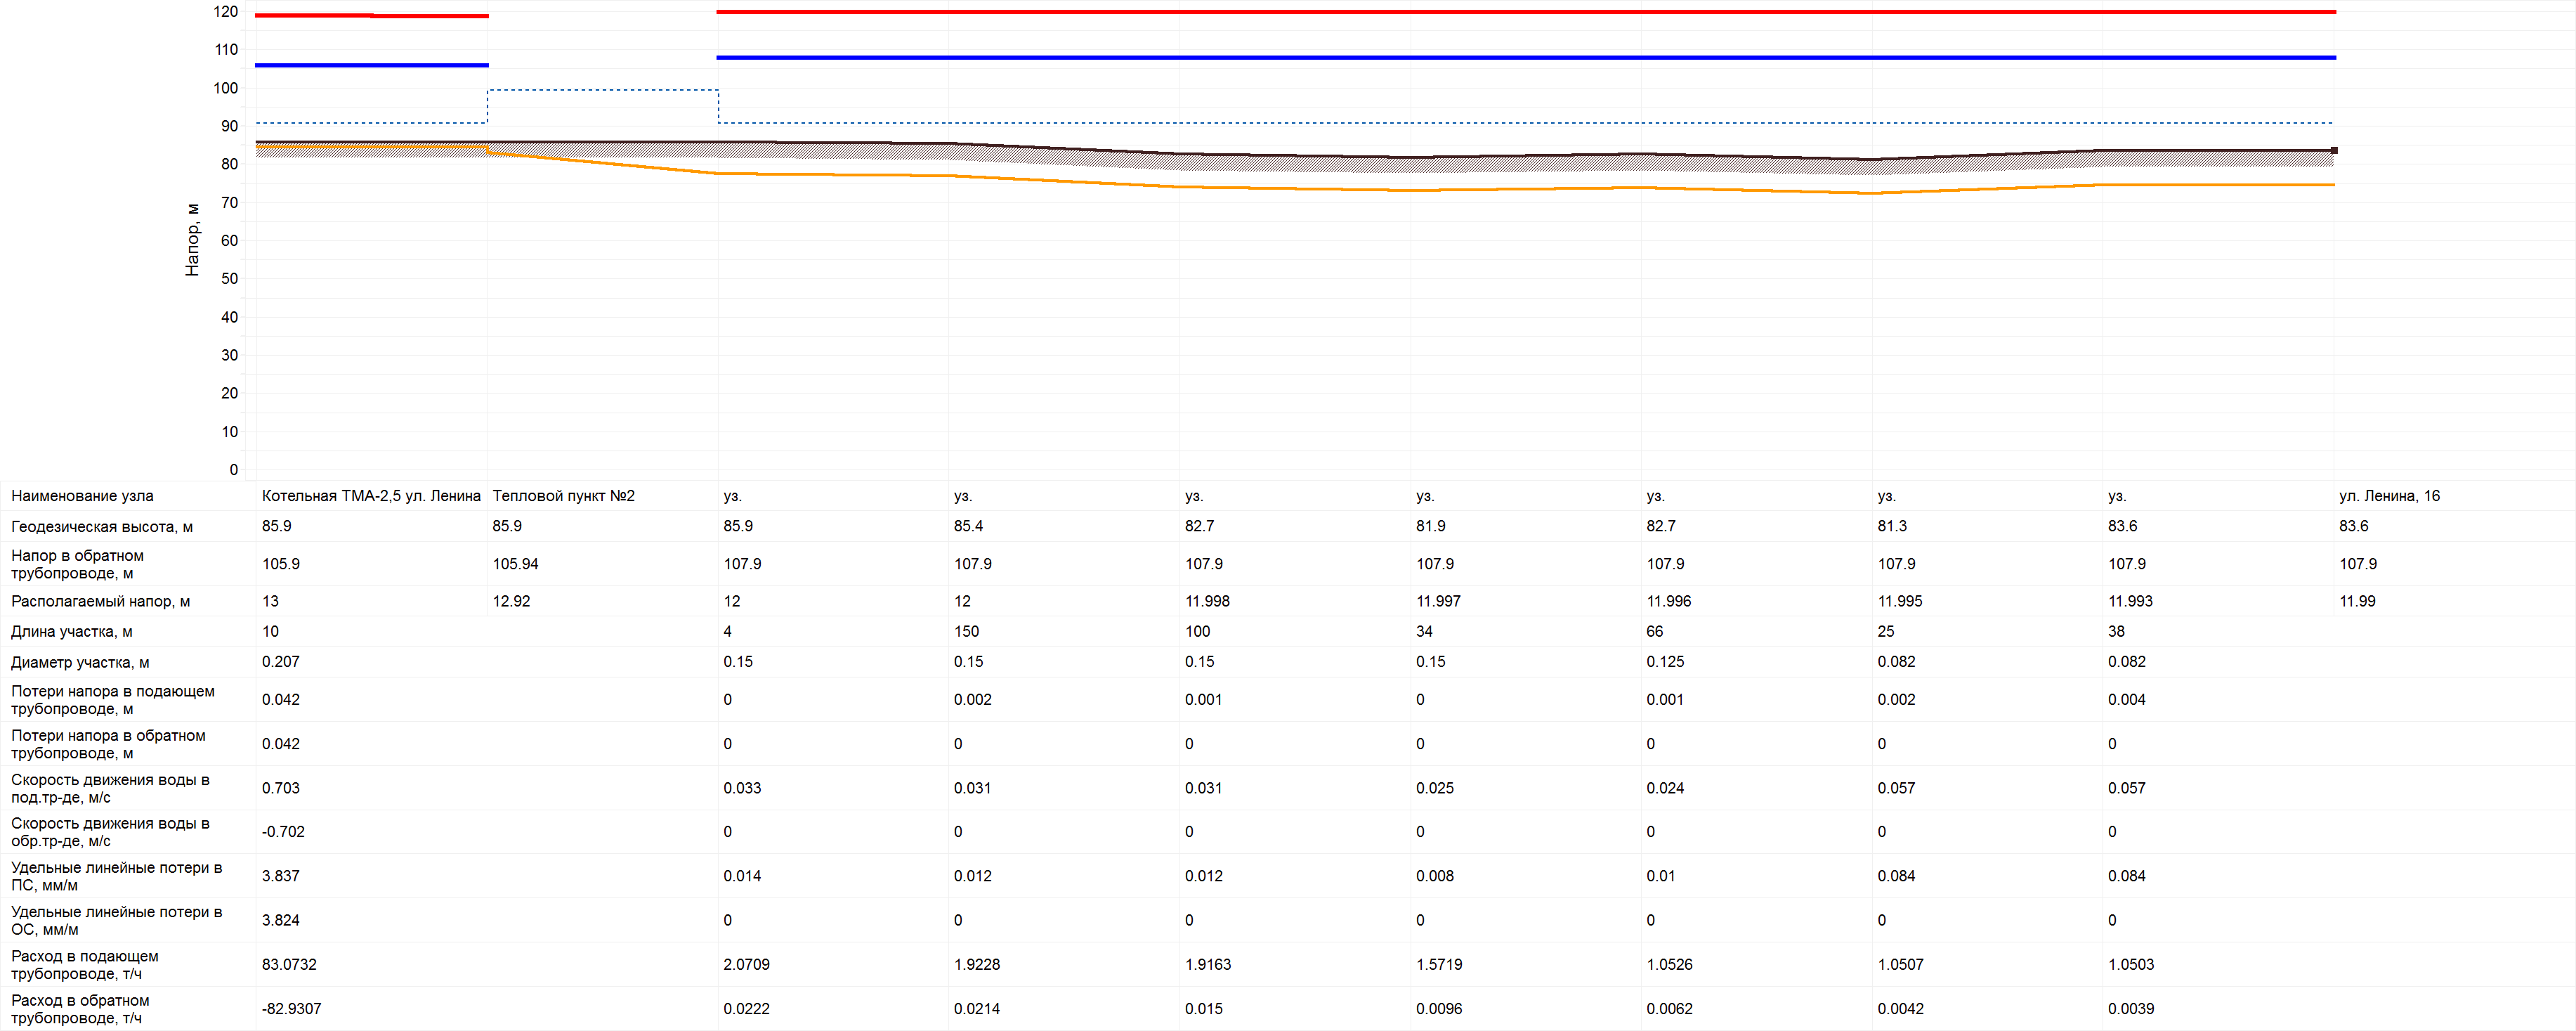 120
110
100
90
80
70
60
50
40
30
20
10
0
Напор, м
Наименование узла Котельная ТМА-2,5 ул. Ленина Тепловой пункт №2 уз. уз. уз. уз. уз. уз. уз. ул. Ленина, 16
Геодезическая высота, м 85.9 85.9 85.9 85.4 82.7 81.9 82.7 81.3 83.6 83.6
Напор в обратном
трубопроводе, м 105.9 105.94 107.9 107.9 107.9 107.9 107.9 107.9 107.9 107.9
Располагаемый напор, м 13 12.92 12 12 11.998 11.997 11.996 11.995 11.993 11.99
Длина участка, м 10 4 150 100 34 66 25 38
Диаметр участка, м 0.207 0.15 0.15 0.15 0.15 0.125 0.082 0.082
Потери напора в подающем
трубопроводе, м 0.042 0 0.002 0.001 0 0.001 0.002 0.004
Потери напора в обратном
трубопроводе, м 0.042 0 0 0 0 0 0 0
Скорость движения воды в
под.тр-де, м/с 0.703 0.033 0.031 0.031 0.025 0.024 0.057 0.057
Скорость движения воды в
обр.тр-де, м/с -0.702 0 0 0 0 0 0 0
Удельные линейные потери в
ПС, мм/м 3.837 0.014 0.012 0.012 0.008 0.01 0.084 0.084
Удельные линейные потери в
ОС, мм/м 3.824 0 0 0 0 0 0 0
Расход в подающем
трубопроводе, т/ч 83.0732 2.0709 1.9228 1.9163 1.5719 1.0526 1.0507 1.0503
Расход в обратном
трубопроводе, т/ч -82.9307 0.0222 0.0214 0.015 0.0096 0.0062 0.0042 0.0039